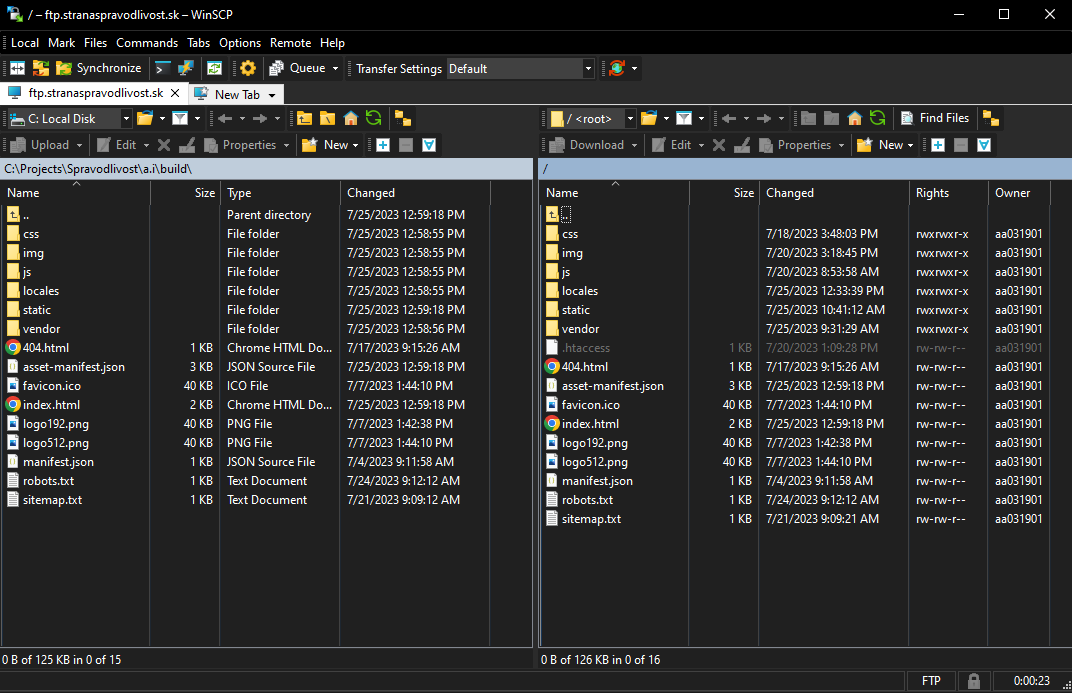 / – ftp.stranaspravodlivost.sk – WinSCP
Local Mark Files Commands Tabs Options Remote Help
Synchronize Queue Transfer Settings Default
ftp.stranaspravodlivost.sk New Tab
C: Local Disk
/ <root> Find Files
Upload Edit Properties New
Download Edit Properties New
C:\Projects\Spravodlivost\a.i\build\
/
Name Size Type Changed
.. Parent directory 7/25/2023 12:59:18 PM
css File folder 7/25/2023 12:58:55 PM
img File folder 7/25/2023 12:58:55 PM
js File folder 7/25/2023 12:58:55 PM
locales File folder 7/25/2023 12:58:55 PM
static File folder 7/25/2023 12:59:18 PM
vendor File folder 7/25/2023 12:58:56 PM
404.html 1 KB Chrome HTML Do... 7/17/2023 9:15:26 AM
asset-manifest.json 3 KB JSON Source File 7/25/2023 12:59:18 PM
favicon.ico 40 KB ICO File 7/7/2023 1:44:10 PM
index.html 2 KB Chrome HTML Do... 7/25/2023 12:59:18 PM
logo192.png 40 KB PNG File 7/7/2023 1:42:38 PM
logo512.png 40 KB PNG File 7/7/2023 1:44:10 PM
manifest.json 1 KB JSON Source File 7/4/2023 9:11:58 AM
robots.txt 1 KB Text Document 7/24/2023 9:12:12 AM
sitemap.txt 1 KB Text Document 7/21/2023 9:09:12 AM
Name Size Changed Rights Owner
..
css 7/18/2023 3:48:03 PM rwxrwxr-x aa031901
img 7/20/2023 3:18:45 PM rwxrwxr-x aa031901
js 7/20/2023 8:53:58 AM rwxrwxr-x aa031901
locales 7/25/2023 12:33:39 PM rwxrwxr-x aa031901
static 7/25/2023 10:41:12 AM rwxrwxr-x aa031901
vendor 7/25/2023 9:31:29 AM rwxrwxr-x aa031901
.htaccess 1 KB 7/20/2023 1:09:28 PM rw-rw-r-- aa031901
404.html 1 KB 7/17/2023 9:15:26 AM rw-rw-r-- aa031901
asset-manifest.json 3 KB 7/25/2023 12:59:18 PM rw-rw-r-- aa031901
favicon.ico 40 KB 7/7/2023 1:44:10 PM rw-rw-r-- aa031901
index.html 2 KB 7/25/2023 12:59:18 PM rw-rw-r-- aa031901
logo192.png 40 KB 7/7/2023 1:42:38 PM rw-rw-r-- aa031901
logo512.png 40 KB 7/7/2023 1:44:10 PM rw-rw-r-- aa031901
manifest.json 1 KB 7/4/2023 9:11:58 AM rw-rw-r-- aa031901
robots.txt 1 KB 7/24/2023 9:12:12 AM rw-rw-r-- aa031901
sitemap.txt 1 KB 7/21/2023 9:09:21 AM rw-rw-r-- aa031901
0 B of 125 KB in 0 of 15
0 B of 126 KB in 0 of 16
FTP 0:00:23